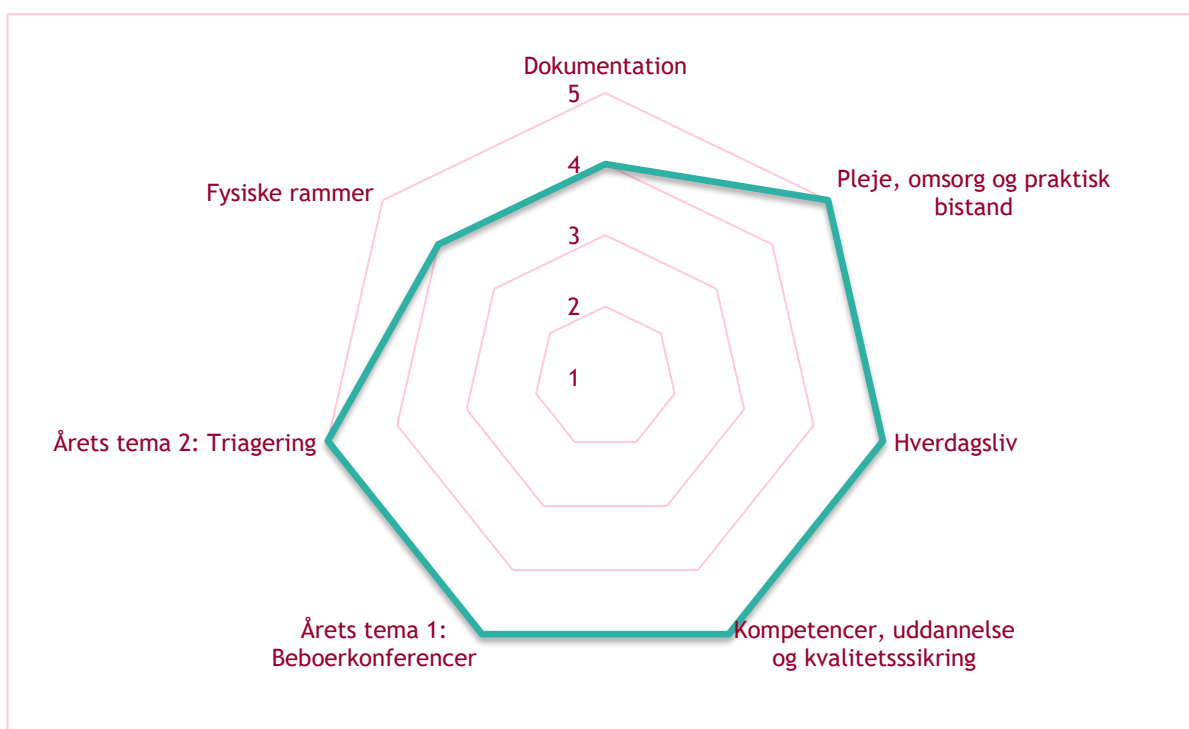 Dokumentation
5
4
Fysiske rammer
Pleje, omsorg og praktisk
bistand
3
2
1
Årets tema 2: Triagering
Hverdagsliv
Årets tema 1:
Beboerkonferencer
Kompetencer, uddannelse
og kvalitetsssikring